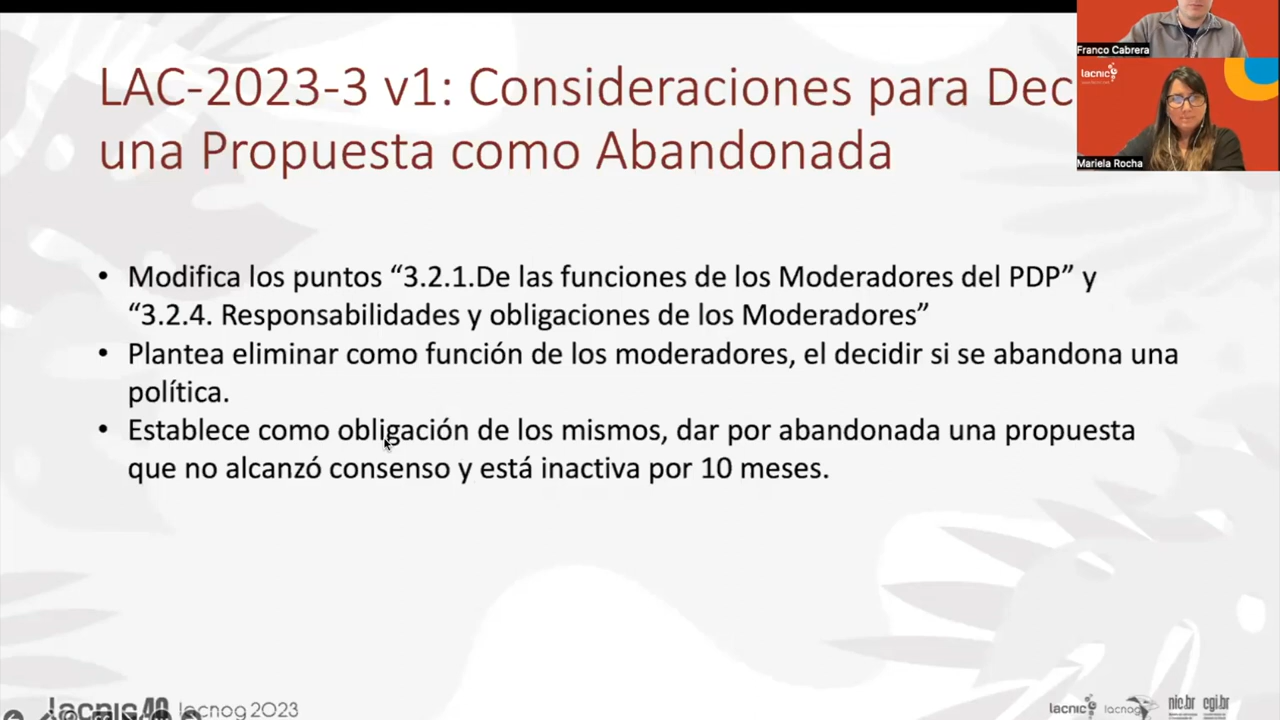 LAC-2023-3 v1: Consideraciones para Dec
una Propuesta como Abandonada
Franco Cabrera
lacnic
Mariela Rocha
• Modifica los puntos “3.2.1.De las funciones de los Moderadores del PDP” y
“3.2.4. Responsabilidades y obligaciones de los Moderadores”
• Plantea eliminar como función de los moderadores, el decidir si se abandona una
política.
• Establece como obligación de los mismos, dar por abandonada una propuesta
que no alcanzó consenso y está inactiva por 10 meses.
lacnic40 lacnog 2023
lacnic lacnog nic.br cgi.br